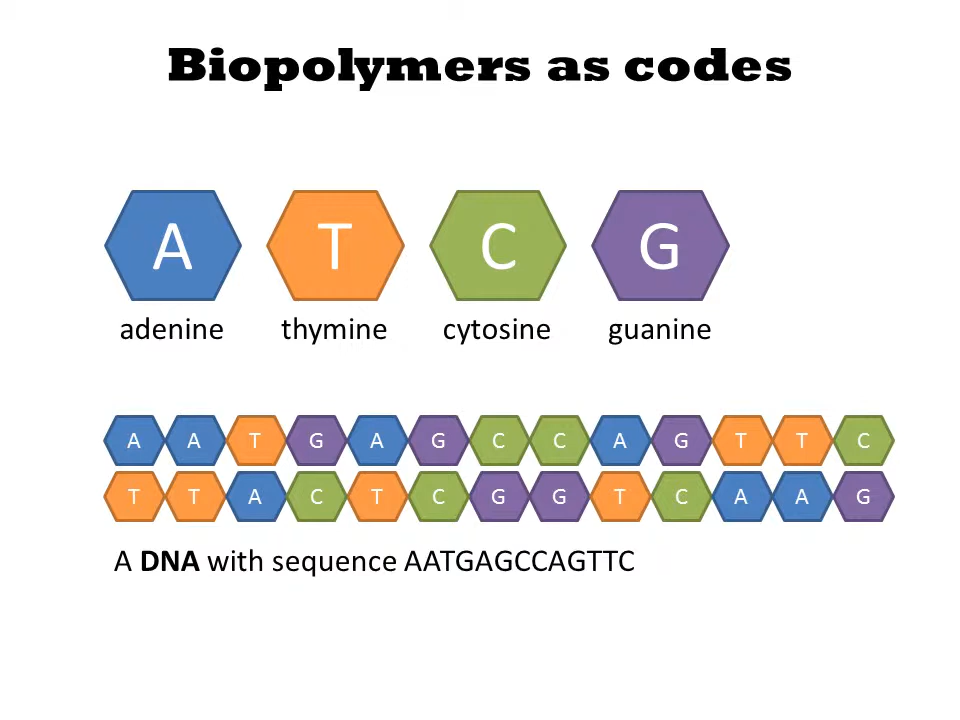 Biopolymers as codes
A T C G
adenine thymine cytosine guanine
A A T G A G C C A G T T C
T T A C T C G G T C A A G
A DNA with sequence AATGAGCCAGTTC